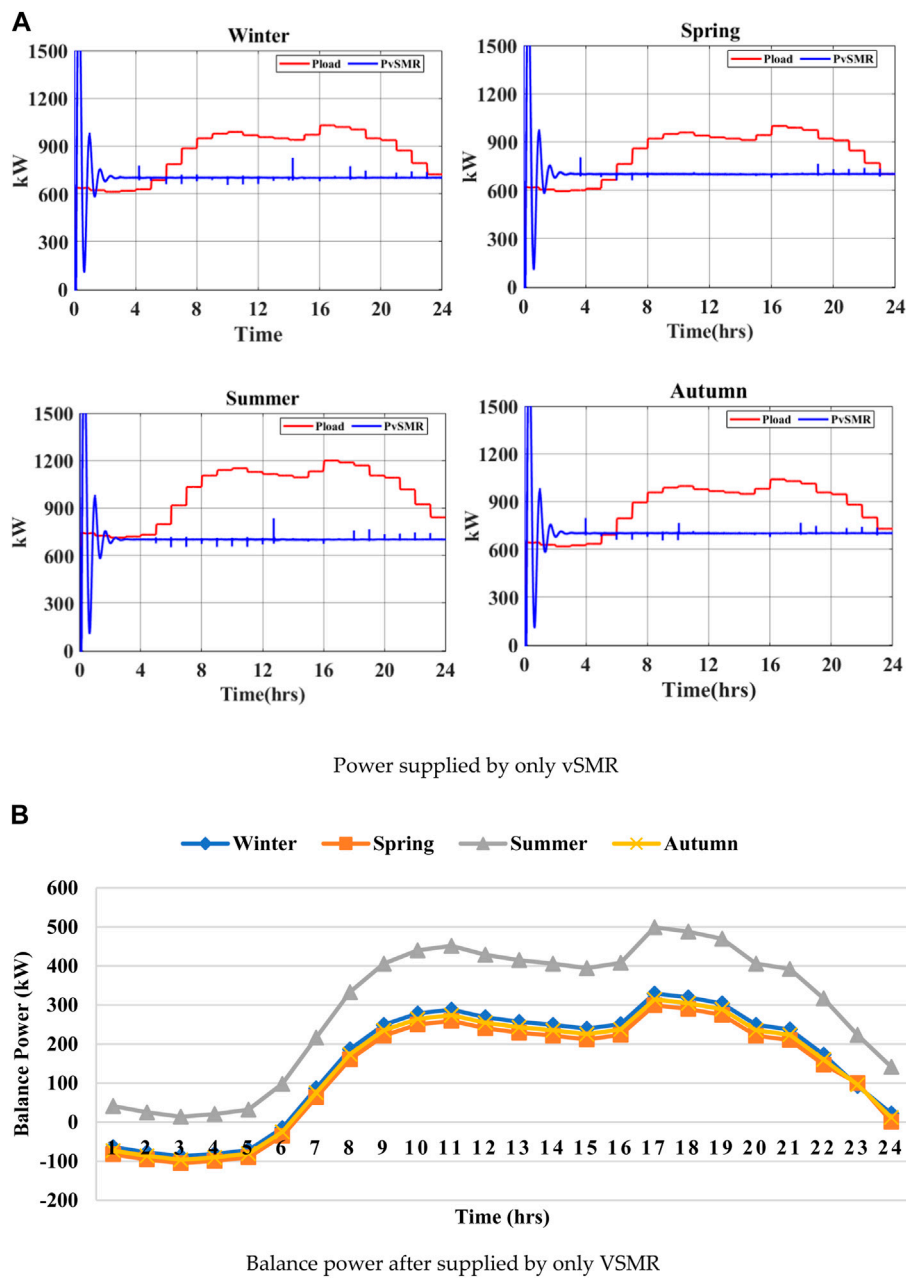 A
Winter
Pload PvSMR
kW
1500
1200
900
600
300
0
0 4 8 12 16 20 24
Time
Spring
Pload PvSMR
kW
1500
1200
900
600
300
0
0 4 8 12 16 20 24
Time(hrs)
Summer
Pload PvSMR
kW
1500
1200
900
600
300
0
0 4 8 12 16 20 24
Time(hrs)
Autumn
Pload PvSMR
kW
1500
1200
900
600
300
0
0 4 8 12 16 20 24
Time(hrs)
Power supplied by only vSMR
B
Winter Spring Summer Autumn
Balance Power (kW)
600
500
400
300
200
100
0
-100
-200
1 2 3 4 5 6 7 8 9 10 11 12 13 14 15 16 17 18 19 20 21 22 23 24
Time (hrs)
Balance power after supplied by only VSMR